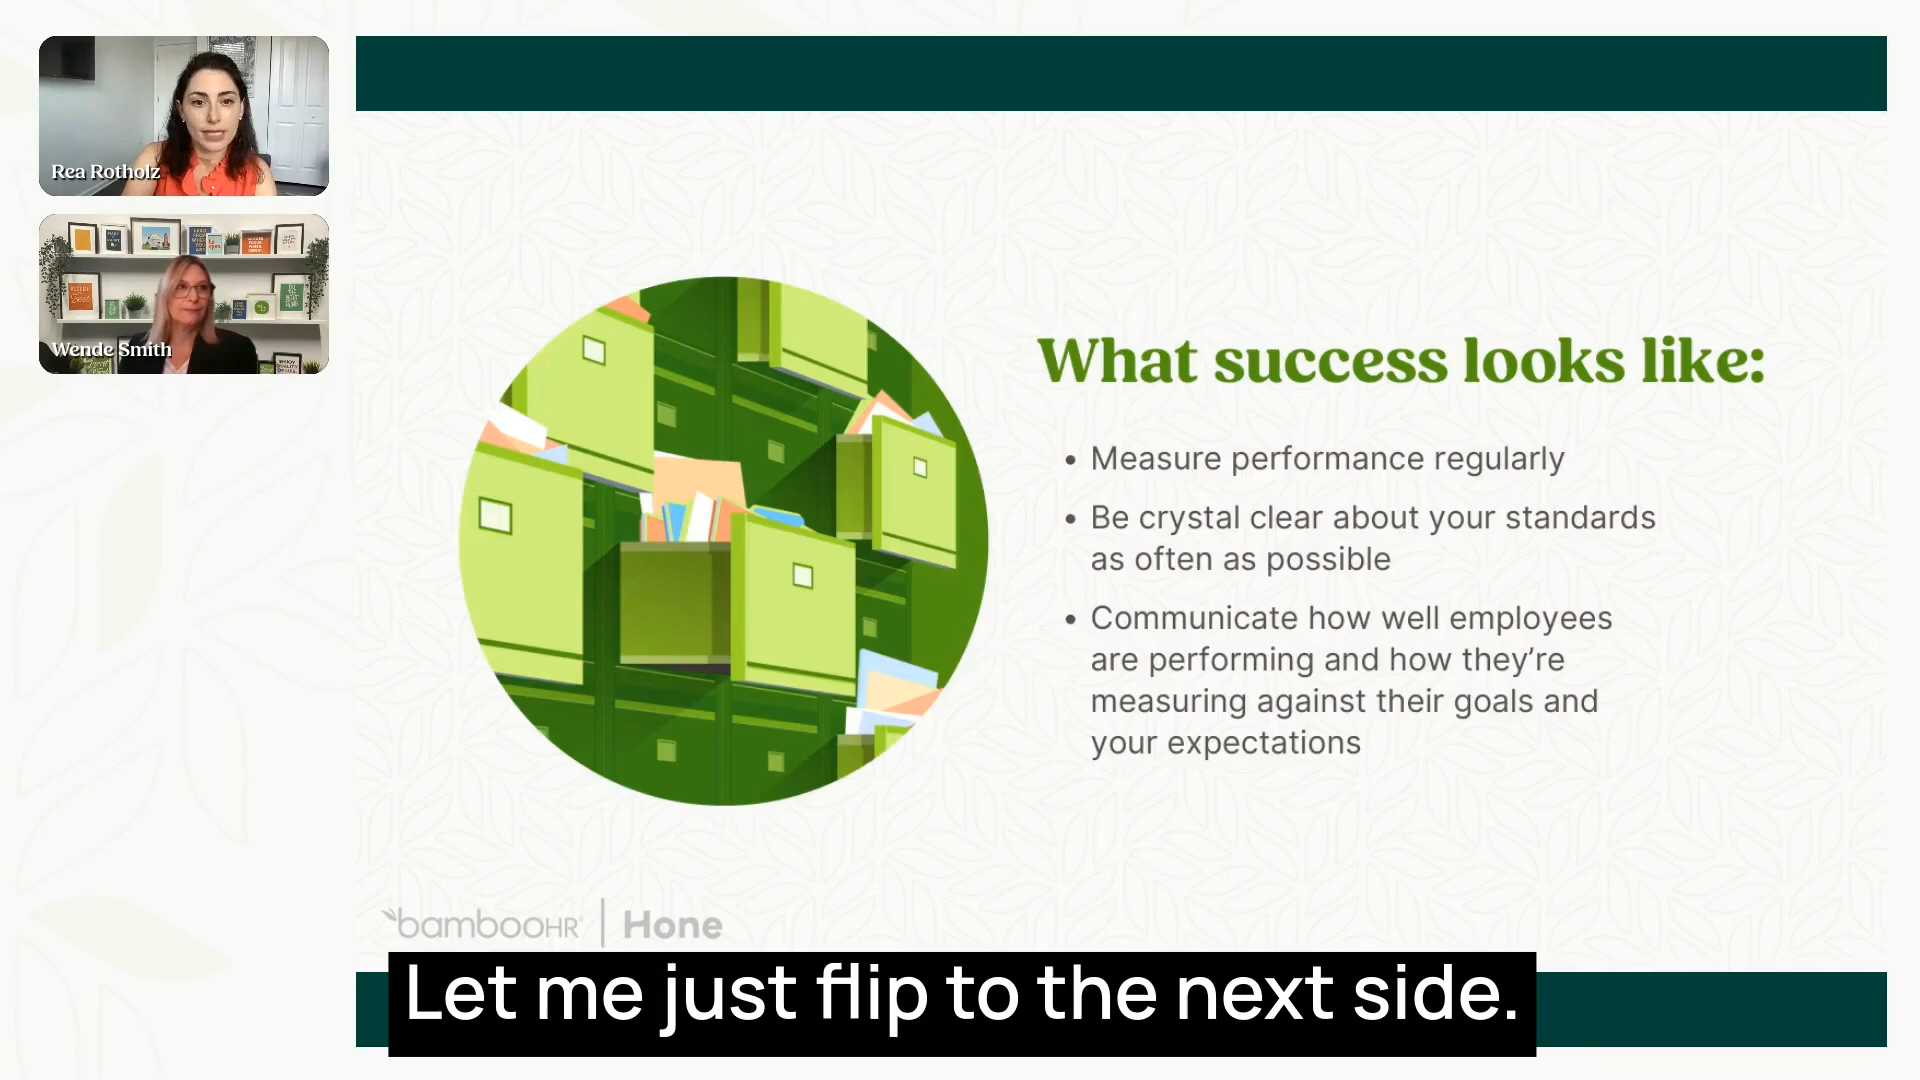 Rea Rotholz
Wende Smith
What success looks like:
• Measure performance regularly
• Be crystal clear about your standards
as often as possible
• Communicate how well employees
are performing and how they’re
measuring against their goals and
your expectations
bambooHR | Hone
Let me just flip to the next side.